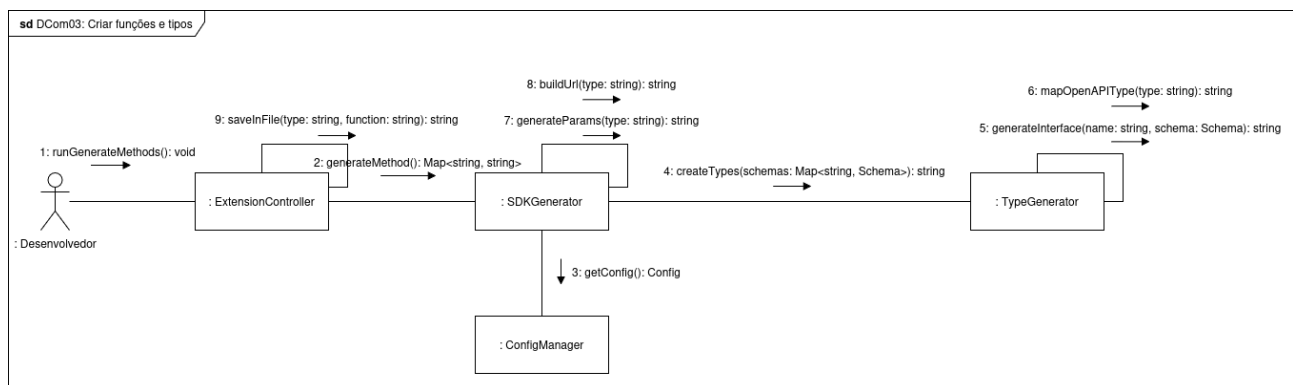 sd DCom03: Criar funções e tipos
8: buildUrl(type: string): string
6: mapOpenAPIType(type: string): string
9: saveInFile(type: string, function: string): string
7: generateParams(type: string): string
5: generateInterface(name: string, schema: Schema): string
1: runGenerateMethods(): void
2: generateMethod(): Map<string, string>
4: createTypes(schemas: Map<string, Schema>): string
: ExtensionController
: SDKGenerator
: TypeGenerator
: Desenvolvedor
3: getConfig(): Config
: ConfigManager